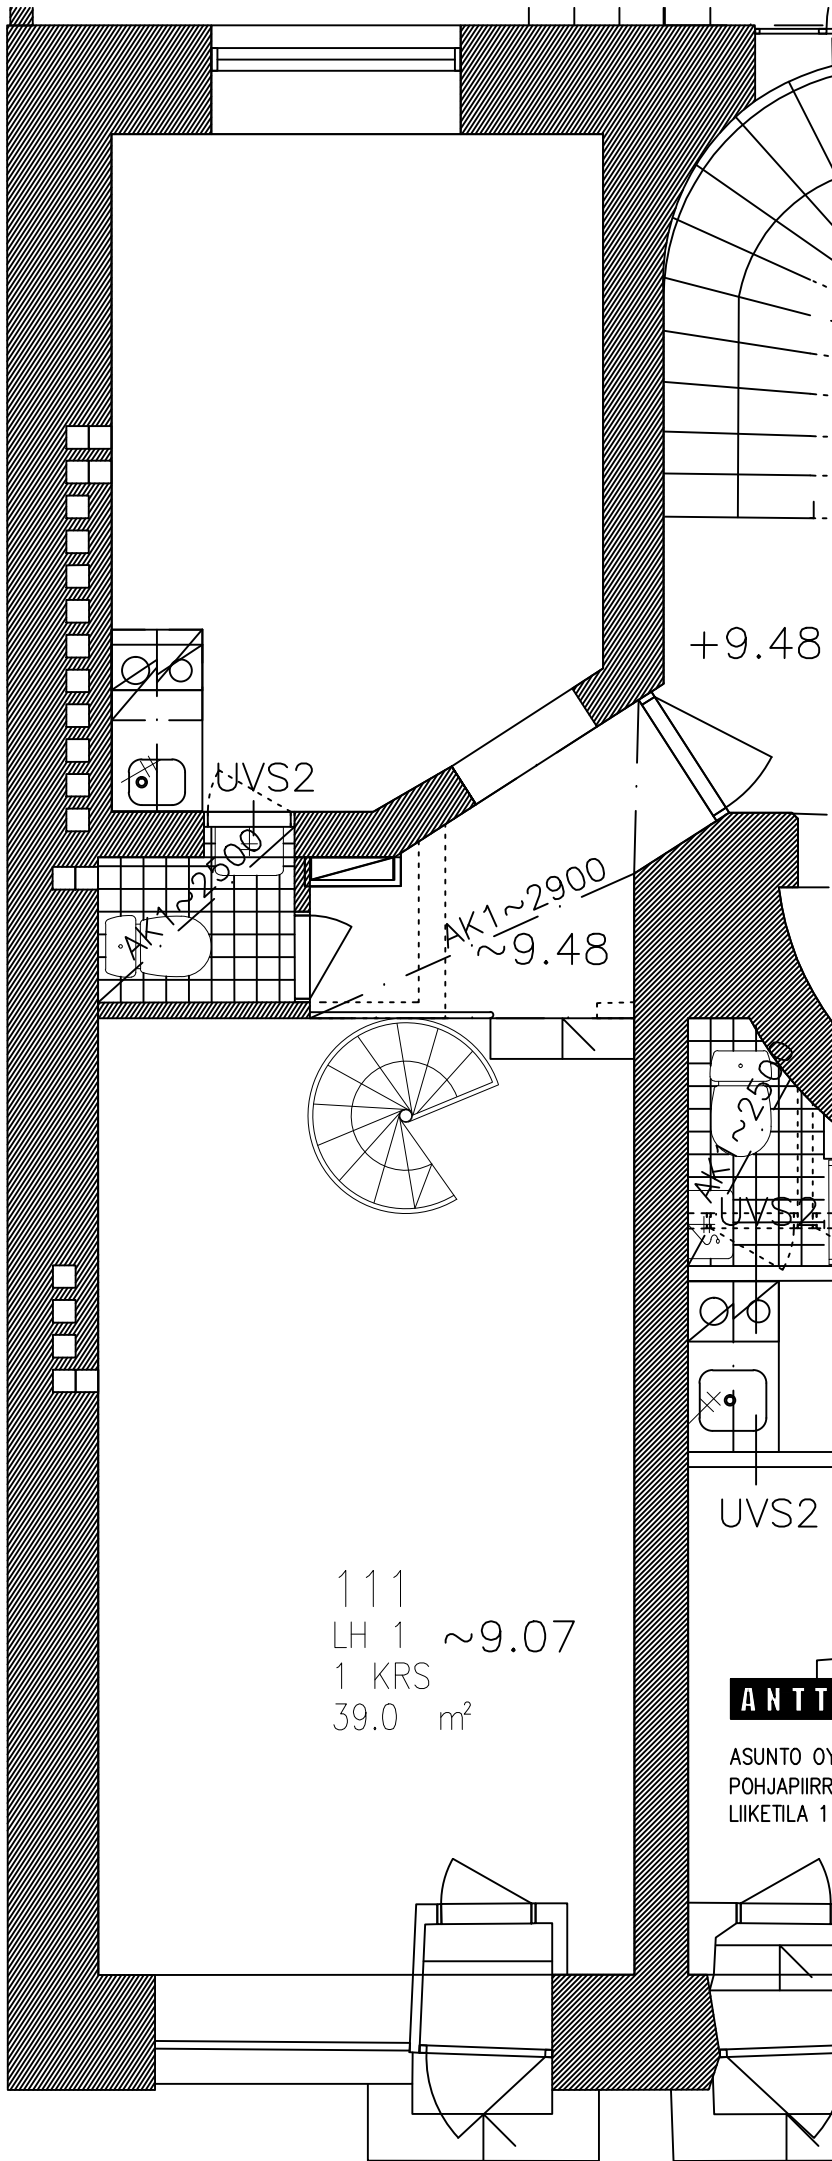 +9.48
UVS2
AK1~2500
AK1~2900
~9.48
AK1~2500
UVS2
UVS2
111
LH 1 ~9.07
1 KRS
39.0 m²
ANTT
ASUNTO OY
POHJAPIIRR
LIIKETILA 1